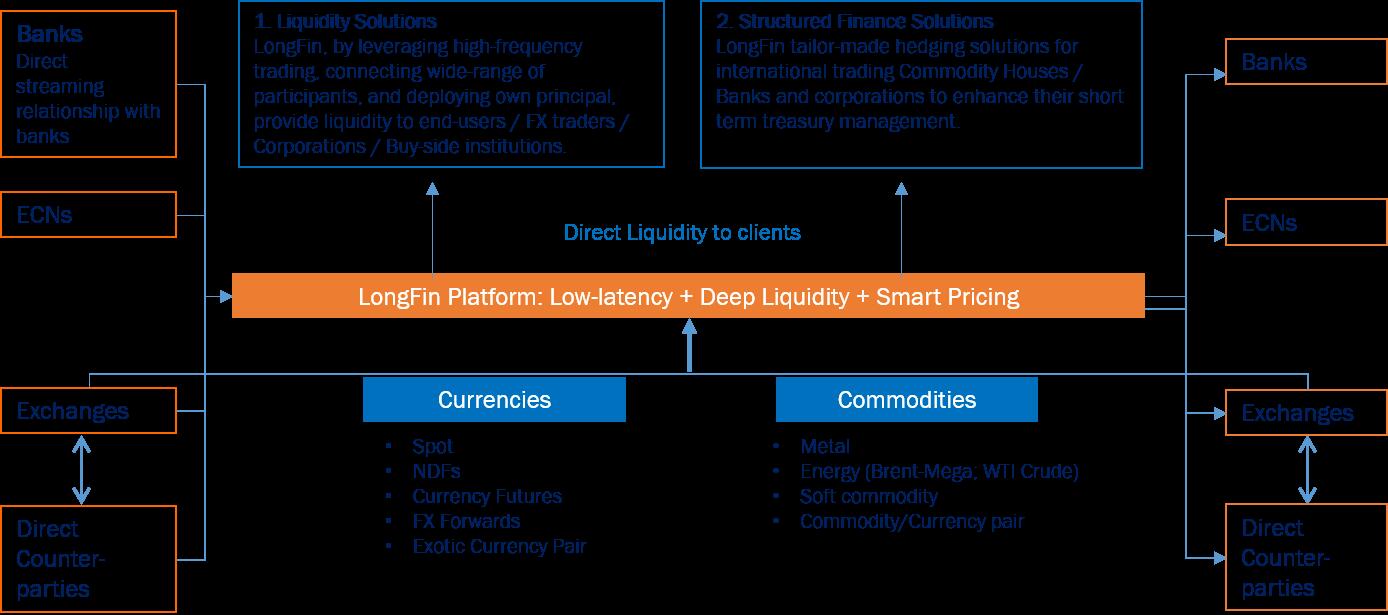 Banks
Direct
streaming
relationship with
banks
ECNs
Exchanges
Direct
Counter-
parties
1. Liquidity Solutions
LongFin, by leveraging high-frequency
trading, connecting wide-range of
participants, and deploying own principal,
provide liquidity to end-users / FX traders /
Corporations / Buy-side institutions.
2. Structured Finance Solutions
LongFin tailor-made hedging solutions for
international trading Commodity Houses /
Banks and corporations to enhance their short
term treasury management.
Direct Liquidity to clients
LongFin Platform: Low-latency + Deep Liquidity + Smart Pricing
Currencies
• Spot
• NDFs
• Currency Futures
• FX Forwards
• Exotic Currency Pair
Commodities
• Metal
• Energy (Brent-Mega; WTI Crude)
• Soft commodity
• Commodity/Currency pair
Banks
ECNs
Exchanges
Direct
Counter-
parties